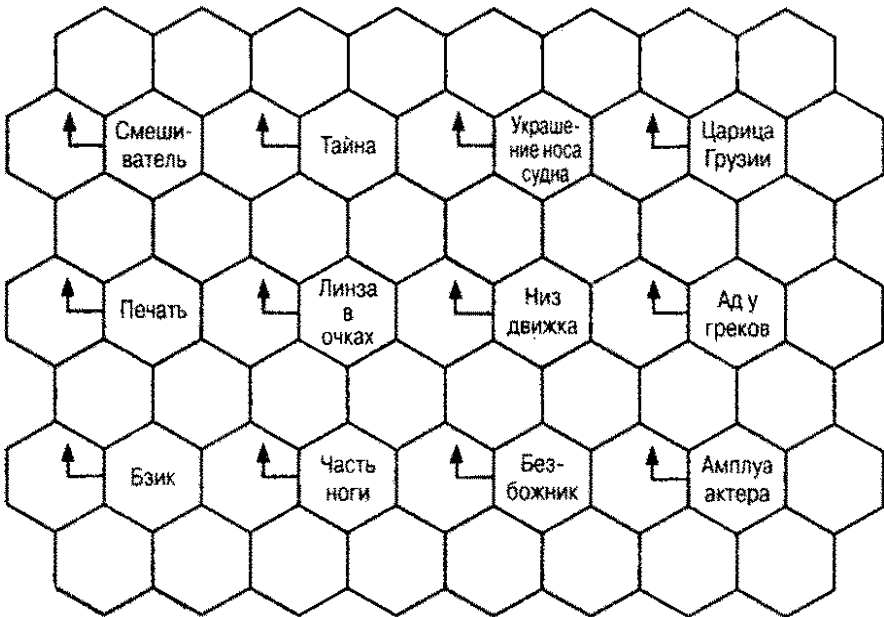 Смеши-
ватель
Тайна
Украше-
ние носа
судна
Царица
Грузии
Печать
Линза
в
очках
Низ
движка
Ад у
греков
Бзик
Часть
ноги
Без-
божник
Амплуа
актера